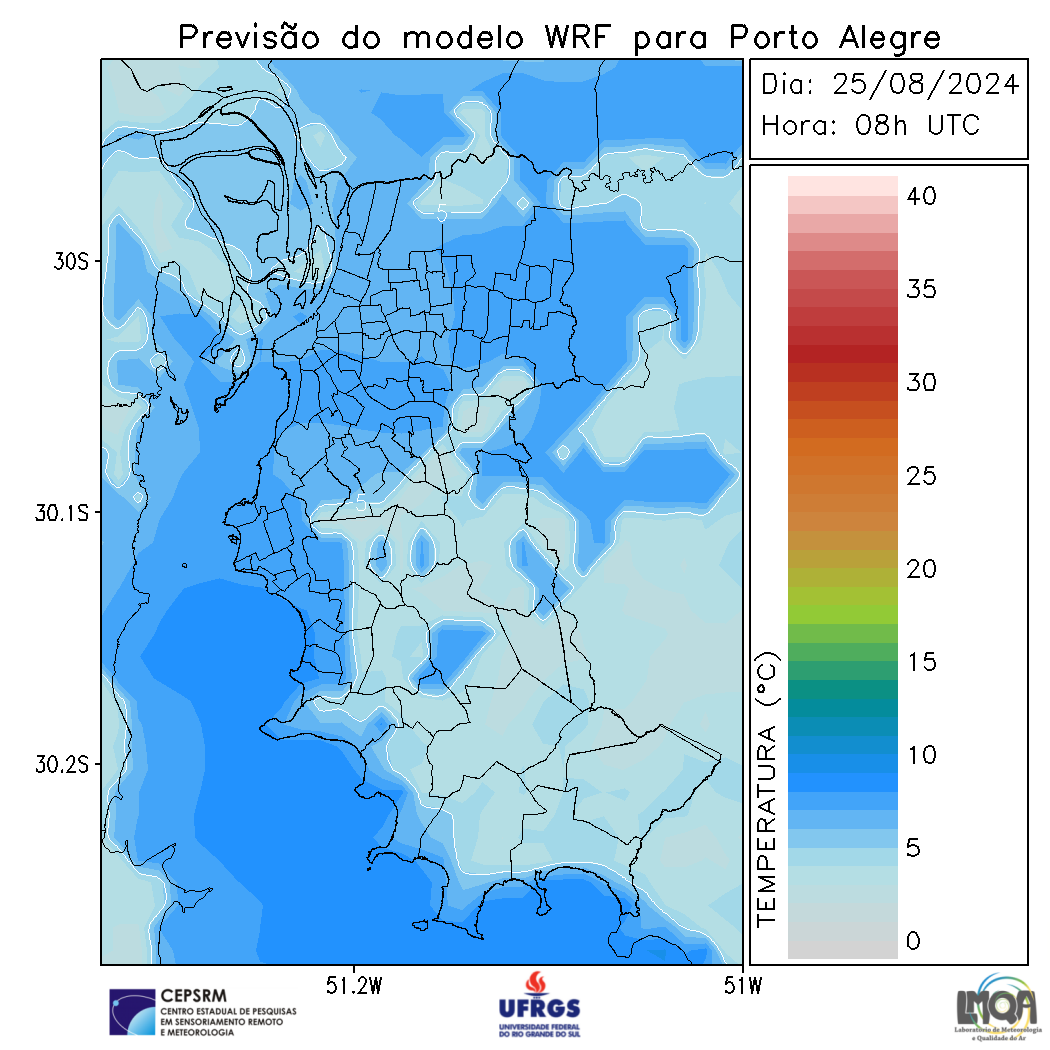 Previsão do modelo WRF para Porto Alegre
Dia: 25/08/2024
Hora: 08h UTC
40
35
30
25
20
15
10
5
0
TEMPERATURA (°C)
30S
30.1S
30.2S
5
5
51.2W
51W
CEPSRM
CENTRO ESTADUAL DE PESQUISAS
EM SENSORIAMENTO REMOTO
E METEOROLOGIA
UFRGS
UNIVERSIDADE FEDERAL
DO RIO GRANDE DO SUL
LMQA
Laboratório de Meteorologia
e Qualidade do Ar